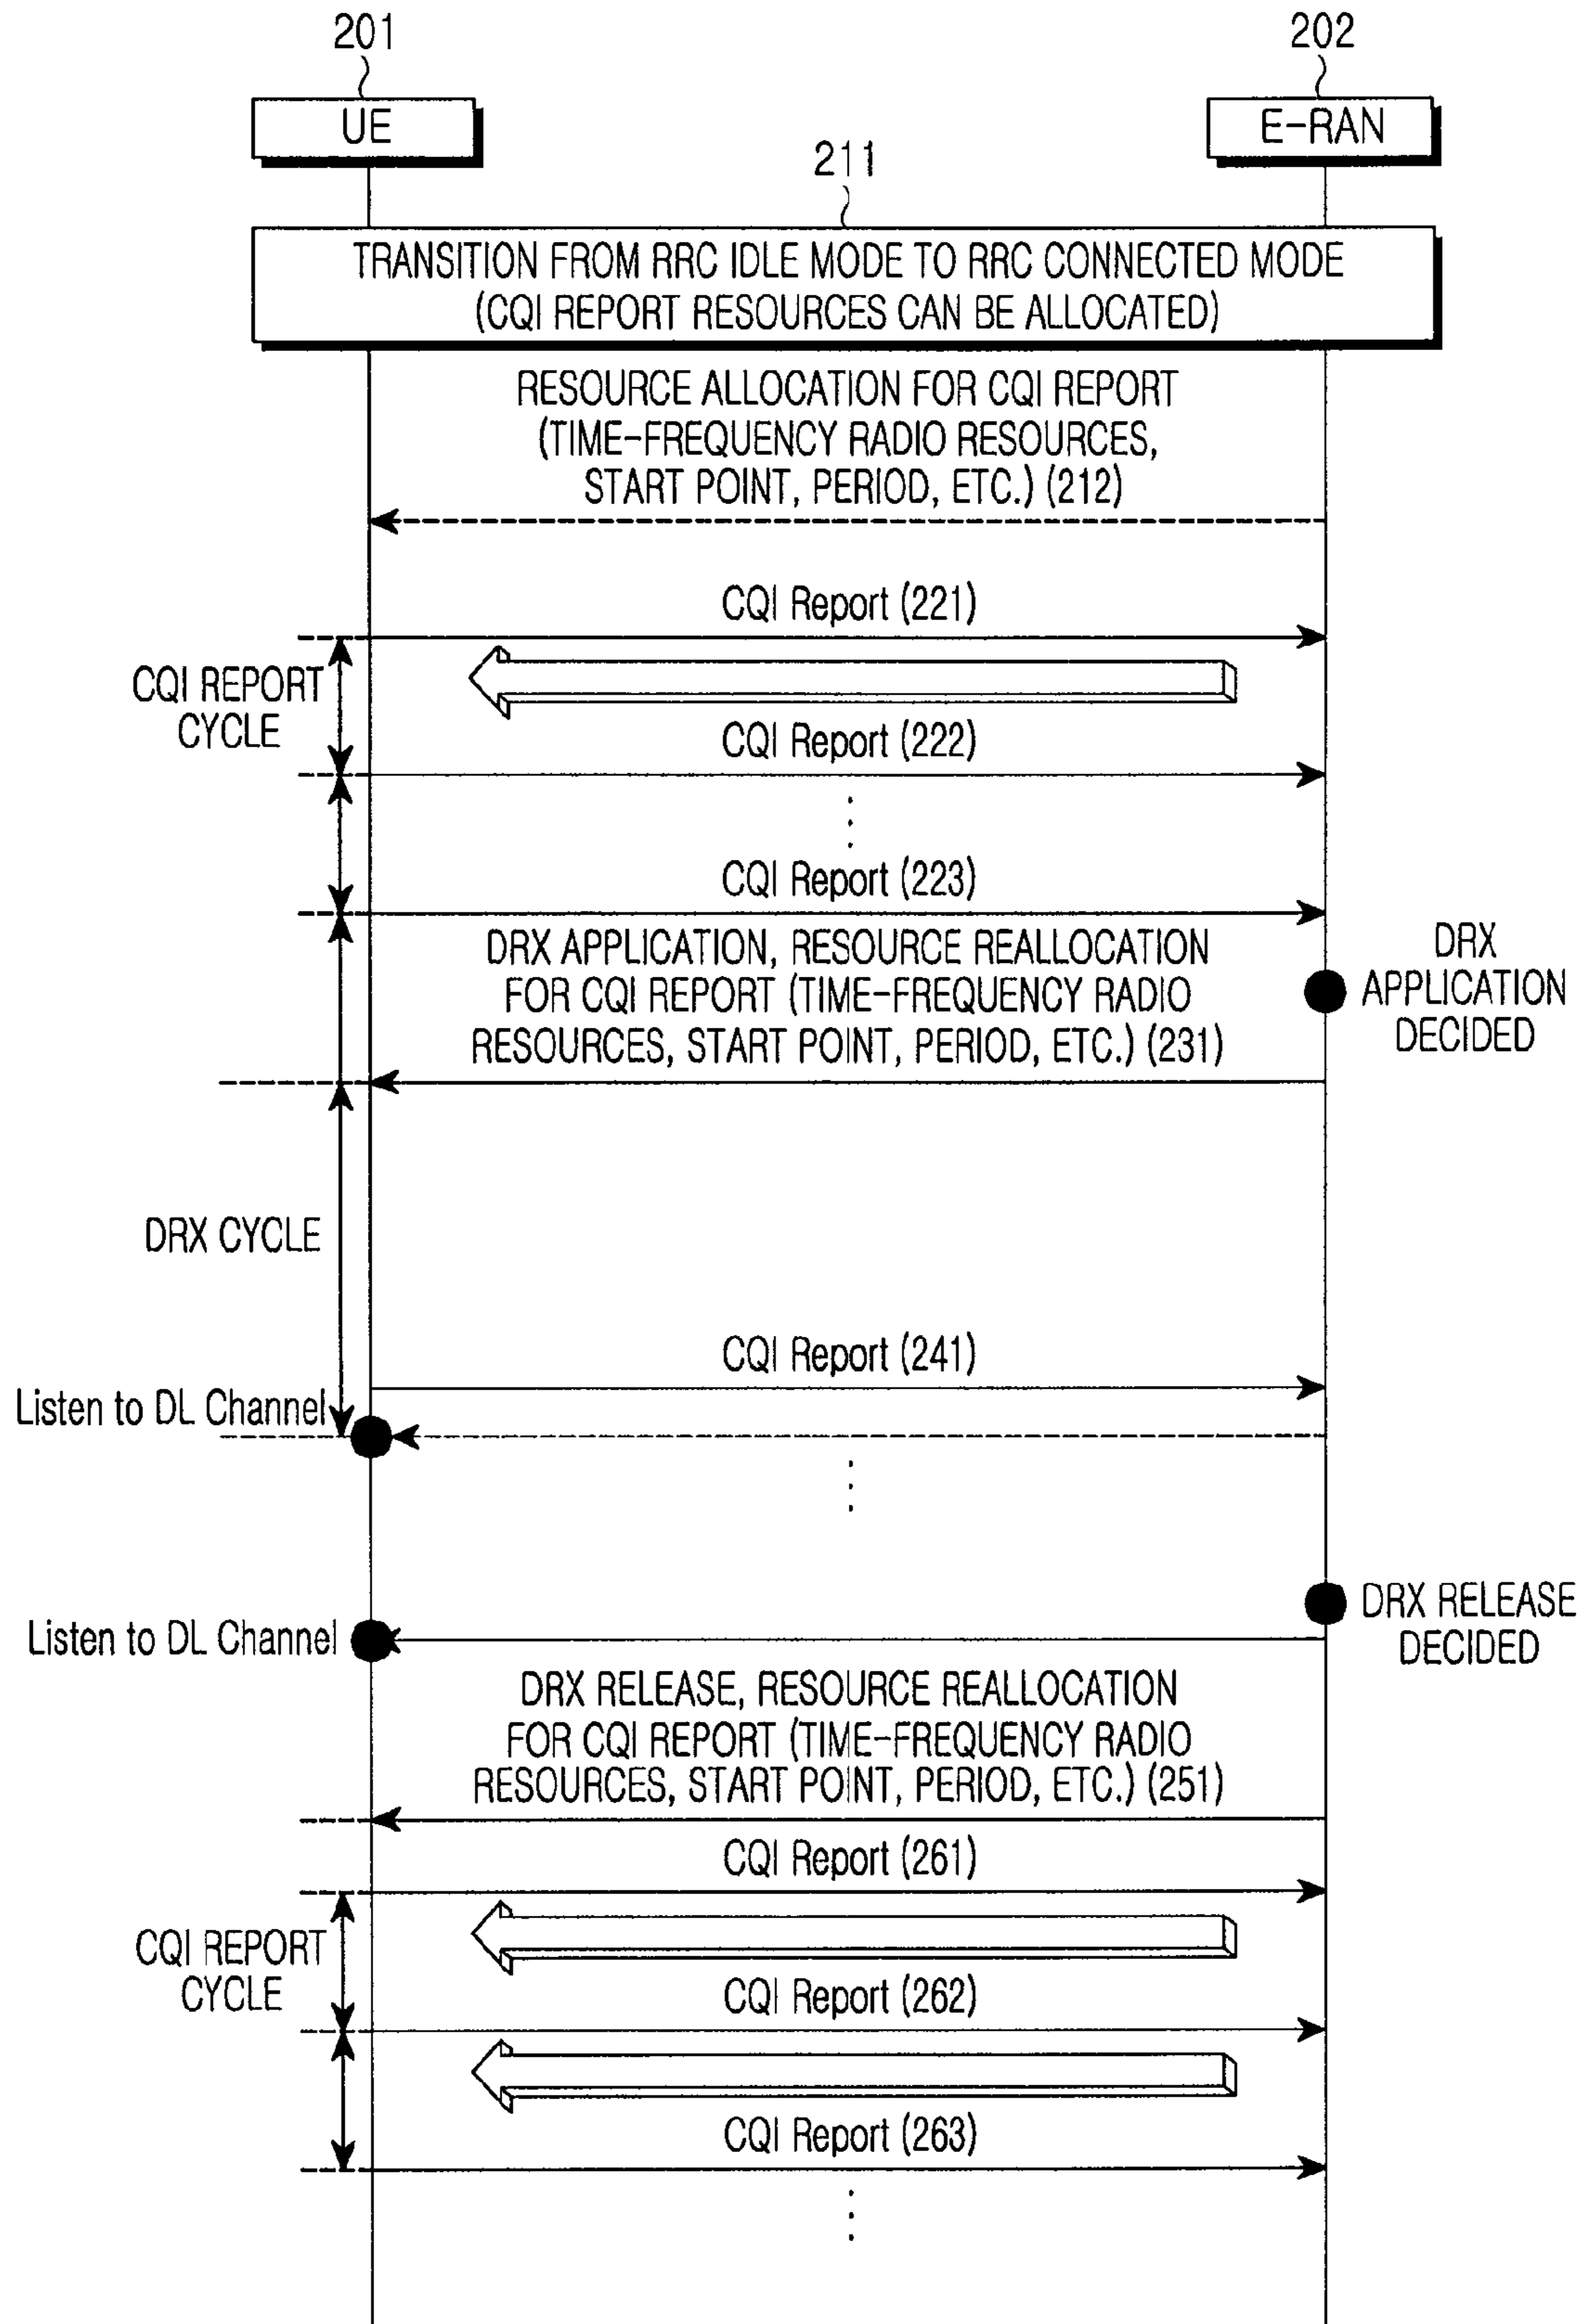 201
202
UE
E-RAN
211
TRANSITION FROM RRC IDLE MODE TO RRC CONNECTED MODE
(CQI REPORT RESOURCES CAN BE ALLOCATED)
RESOURCE ALLOCATION FOR CQI REPORT
(TIME-FREQUENCY RADIO RESOURCES,
START POINT, PERIOD, ETC.) (212)
CQI Report (221)
CQI REPORT
CYCLE
CQI Report (222)
CQI Report (223)
DRX APPLICATION, RESOURCE REALLOCATION
FOR CQI REPORT (TIME-FREQUENCY RADIO
RESOURCES, START POINT, PERIOD, ETC.) (231)
DRX
APPLICATION
DECIDED
DRX CYCLE
CQI Report (241)
Listen to DL Channel
DRX RELEASE
DECIDED
Listen to DL Channel
DRX RELEASE, RESOURCE REALLOCATION
FOR CQI REPORT (TIME-FREQUENCY RADIO
RESOURCES, START POINT, PERIOD, ETC.) (251)
CQI Report (261)
CQI REPORT
CYCLE
CQI Report (262)
CQI Report (263)